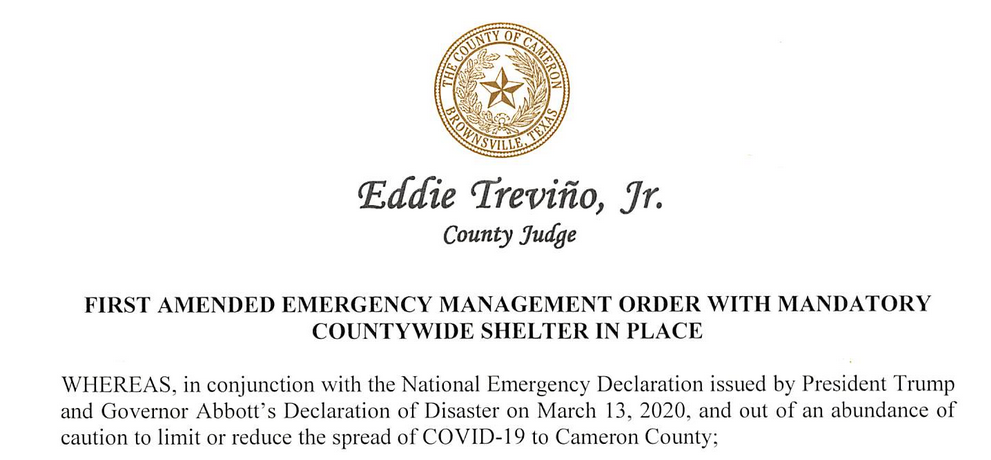 THE COUNTY OF CAMERON
BROWNSVILLE, TEXAS
Eddie Treviño, Jr.
County Judge
FIRST AMENDED EMERGENCY MANAGEMENT ORDER WITH MANDATORY
COUNTYWIDE SHELTER IN PLACE
WHEREAS, in conjunction with the National Emergency Declaration issued by President Trump
and Governor Abbott’s Declaration of Disaster on March 13, 2020, and out of an abundance of
caution to limit or reduce the spread of COVID-19 to Cameron County;